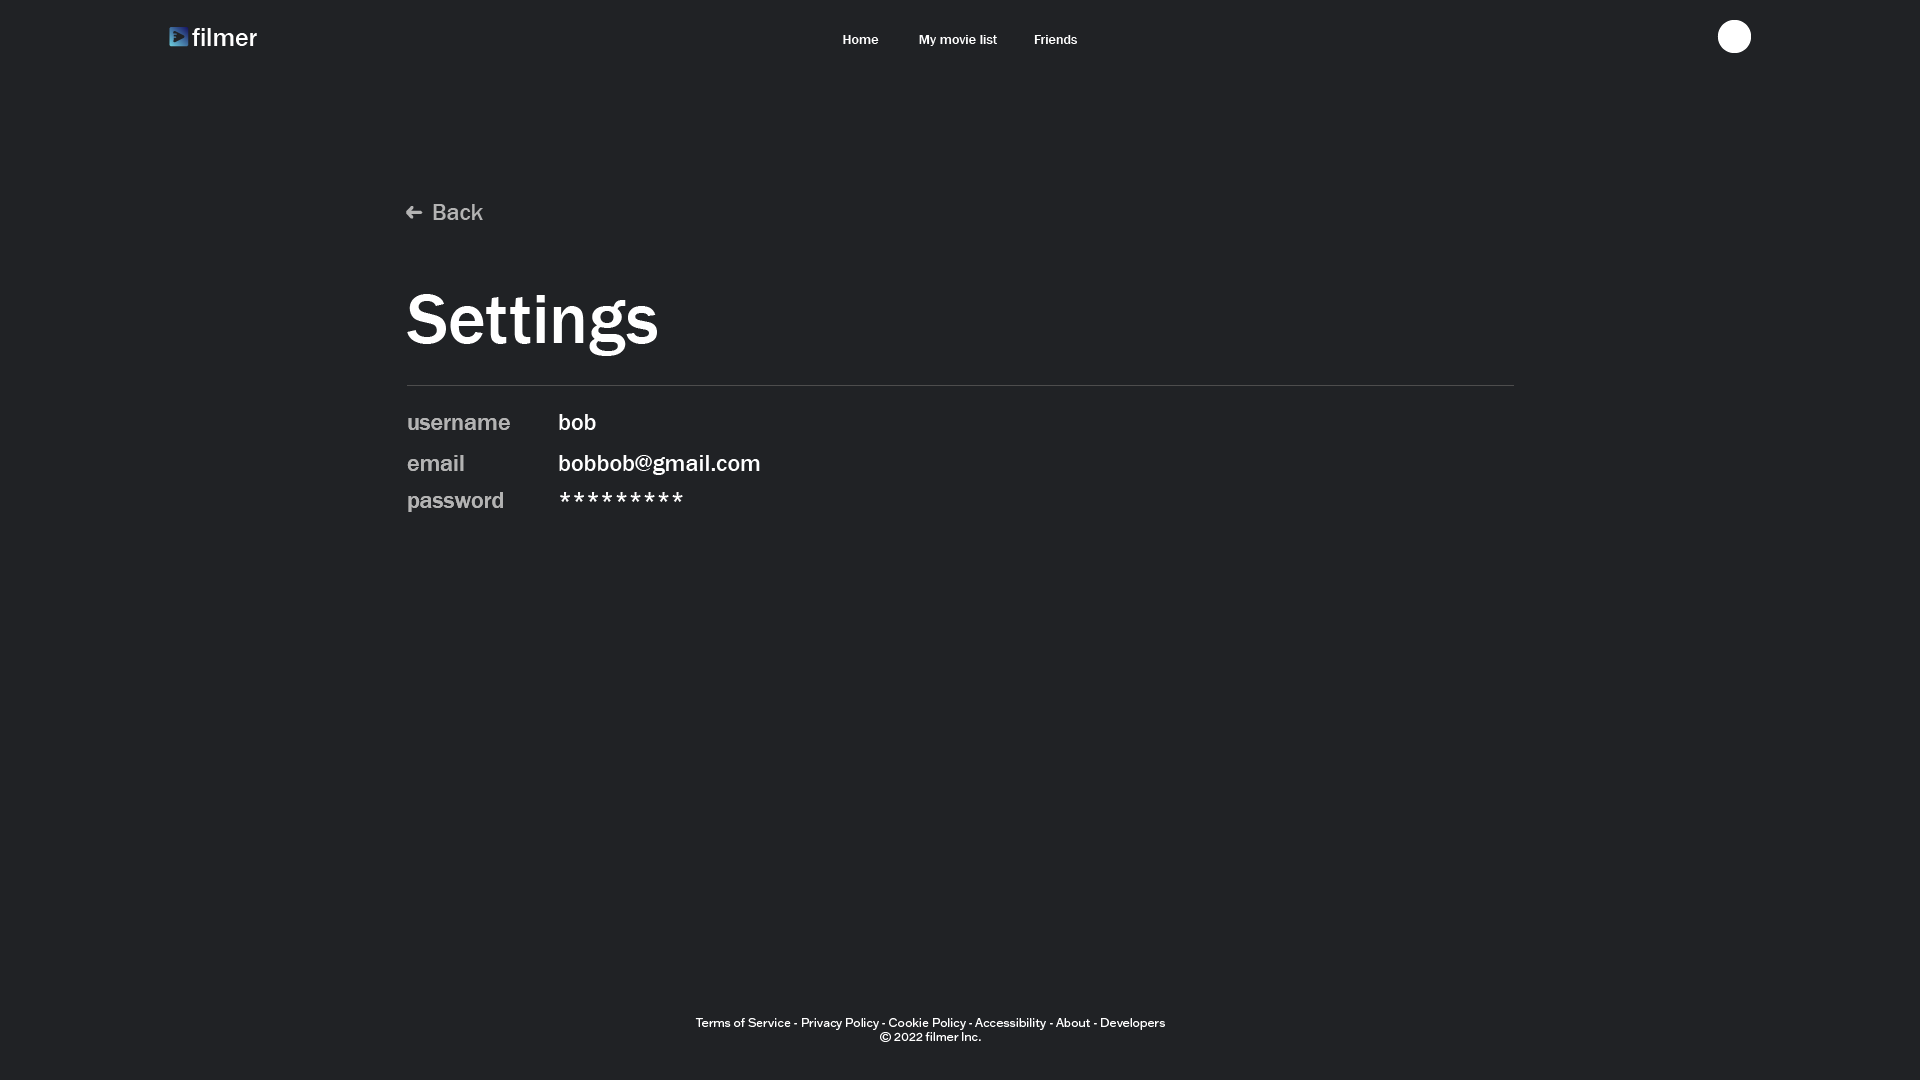 filmer
Home
My movie list
Friends
Back
Settings
username bob
email bobbob@gmail.com
password *********
Terms of Service - Privacy Policy - Cookie Policy - Accessibility - About - Developers
© 2022 filmer Inc.